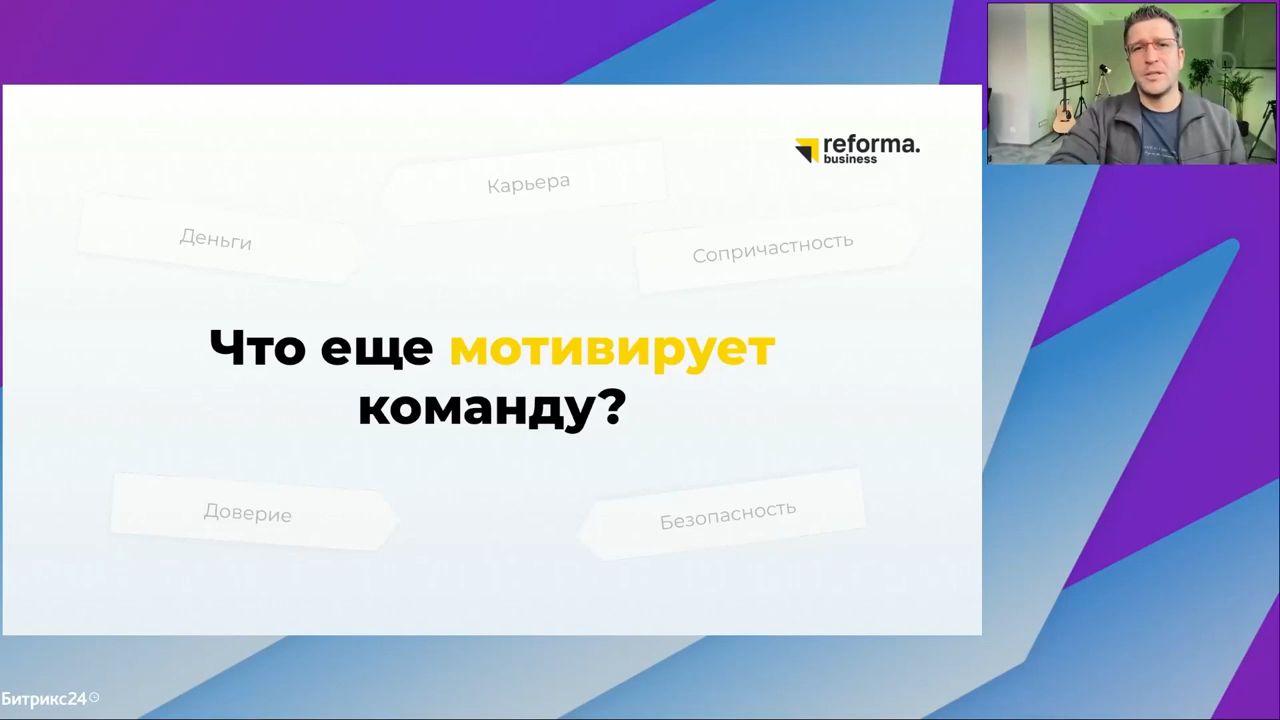 reforma.
business
Карьера
Деньги
Сопричастность
Что еще мотивирует
команду?
Доверие
Безопасность
Битрикс24